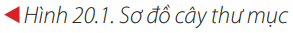 ◀Hình 20.1. Sơ đồ cây thư mục